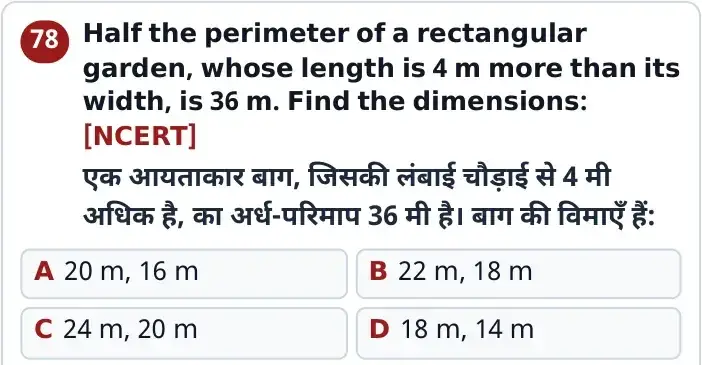 78 Half the perimeter of a rectangular
garden, whose length is 4 m more than its
width, is 36 m. Find the dimensions:
[NCERT]
एक आयताकार बाग, जिसकी लंबाई चौड़ाई से 4 मी
अधिक है, का अर्ध-परिमाप 36 मी है। बाग की विमाएँ हैं:
A 20 m, 16 m
B 22 m, 18 m
C 24 m, 20 m
D 18 m, 14 m